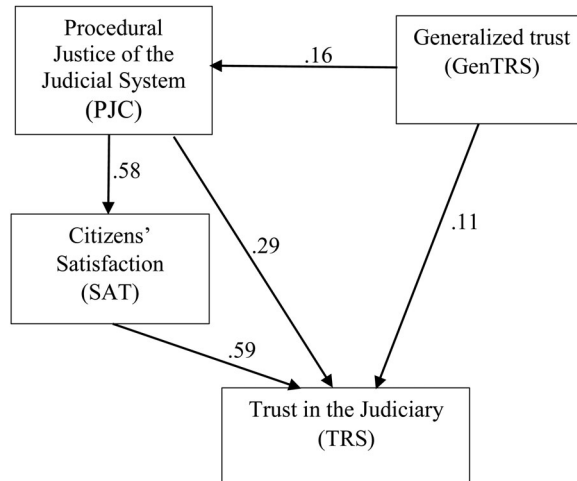 Procedural
Justice of the
Judicial System
(PJC)
Generalized trust
(GenTRS)
.16
.58
Citizens’
Satisfaction
(SAT)
.29
.11
.59
Trust in the Judiciary
(TRS)